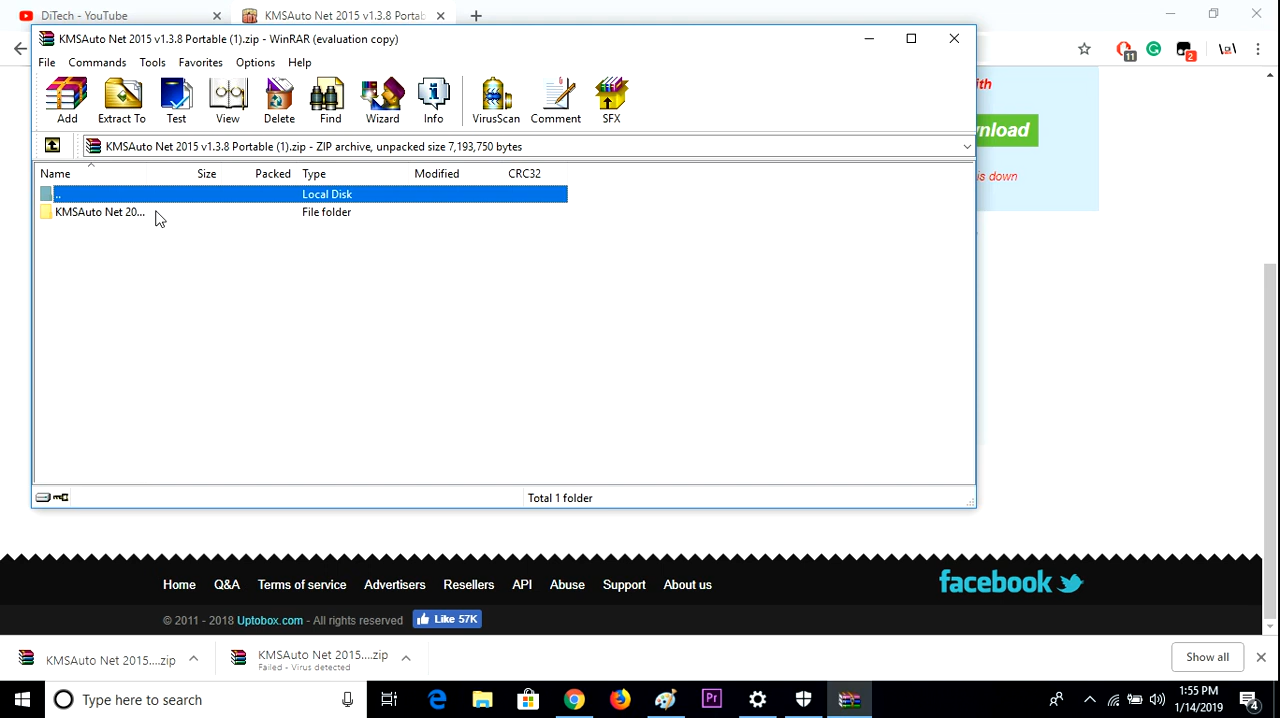 DiTech - YouTube
KMSAuto Net 2015 v1.3.8 Portab
KMSAuto Net 2015 v1.3.8 Portable (1).zip - WinRAR (evaluation copy)
File Commands Tools Favorites Options Help
11
2
Add Extract To Test View Delete Find Wizard Info VirusScan Comment SFX
KMSAuto Net 2015 v1.3.8 Portable (1).zip - ZIP archive, unpacked size 7,193,750 bytes
Name Size Packed Type Modified CRC32
.. Local Disk
KMSAuto Net 20... File folder
Total 1 folder
ith
nload
is down
Home Q&A Terms of service Advertisers Resellers API Abuse Support About us
facebook
© 2011 - 2018 Uptobox.com - All rights reserved
Like 57K
KMSAuto Net 2015....zip
KMSAuto Net 2015....zip
Failed - Virus detected
Show all
Type here to search
Pr
1:55 PM
1/14/2019
4